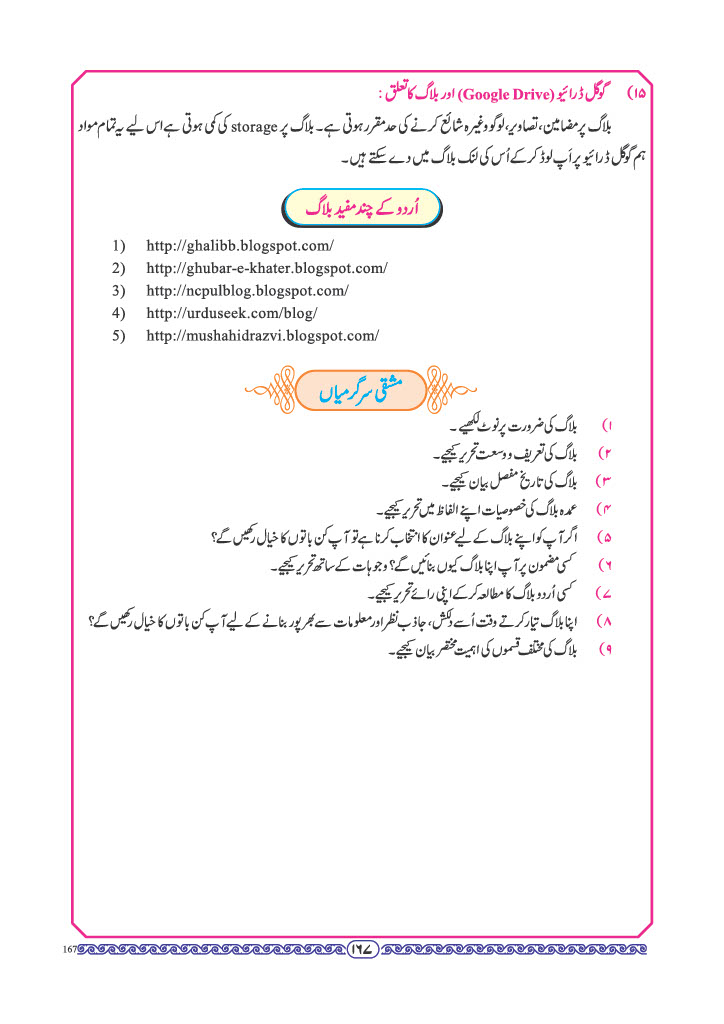 ۱۵) گوگل ڈرائیو (Google Drive) اور بلاگ کا تعلق :
بلاگ پر مضامین، تصاویر، لوگو وغیرہ شائع کرنے کی حد مقرر ہوتی ہے۔ بلاگ پر storage کی کمی ہوتی ہے اس لیے یہ تمام مواد
ہم گوگل ڈرائیو پر اَپ لوڈ کرکے اُس کی لنک بلاگ میں دے سکتے ہیں۔
اُردو کے چند مفید بلاگ
1) http://ghalibb.blogspot.com/
2) http://ghubar-e-khater.blogspot.com/
3) http://ncpulblog.blogspot.com/
4) http://urduseek.com/blog/
5) http://mushahidrazvi.blogspot.com/
مشقی سرگرمیاں
۱) بلاگ کی ضرورت پر نوٹ لکھیے۔
۲) بلاگ کی تعریف و وسعت تحریر کیجیے۔
۳) بلاگ کی تاریخ مفصل بیان کیجیے۔
۴) عمدہ بلاگ کی خصوصیات اپنے الفاظ میں تحریر کیجیے۔
۵) اگر آپ کو اپنے بلاگ کے لیے عنوان کا انتخاب کرنا ہے تو آپ کن باتوں کا خیال رکھیں گے؟
۶) کسی مضمون پر آپ اپنا بلاگ کیوں بنائیں گے؟ وجوہات کے ساتھ تحریر کیجیے۔
۷) کسی اُردو بلاگ کا مطالعہ کرکے اپنی رائے تحریر کیجیے۔
۸) اپنا بلاگ تیار کرتے وقت اُسے دلکش، جاذبِ نظر اور معلومات سے بھرپور بنانے کے لیے آپ کن باتوں کا خیال رکھیں گے؟
۹) بلاگ کی مختلف قسموں کی اہمیت مختصر بیان کیجیے۔
167 ۱۶۷